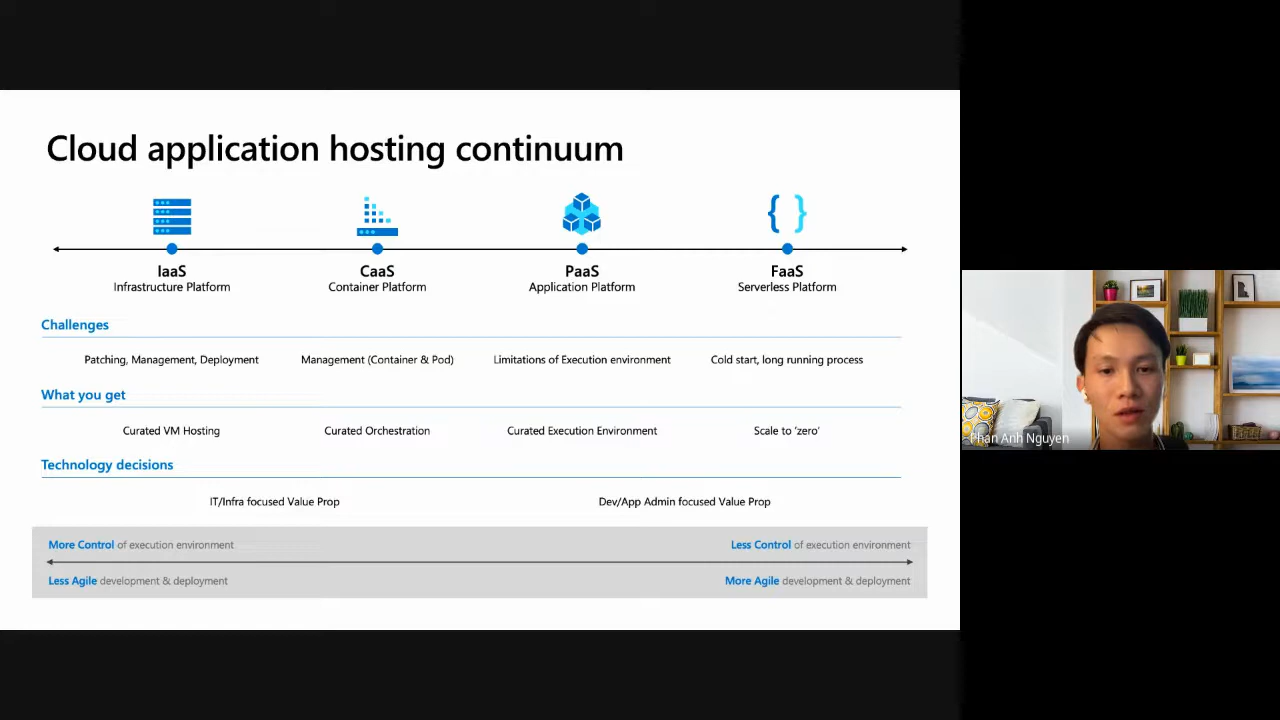 Cloud application hosting continuum
{ }
IaaS
Infrastructure Platform
CaaS
Container Platform
PaaS
Application Platform
FaaS
Serverless Platform
Challenges
Patching, Management, Deployment
Management (Container & Pod)
Limitations of Execution environment
Cold start, long running process
What you get
Curated VM Hosting
Curated Orchestration
Curated Execution Environment
Scale to ‘zero’
Technology decisions
IT/Infra focused Value Prop
Dev/App Admin focused Value Prop
More Control of execution environment
Less Control of execution environment
Less Agile development & deployment
More Agile development & deployment
Phan Anh Nguyen